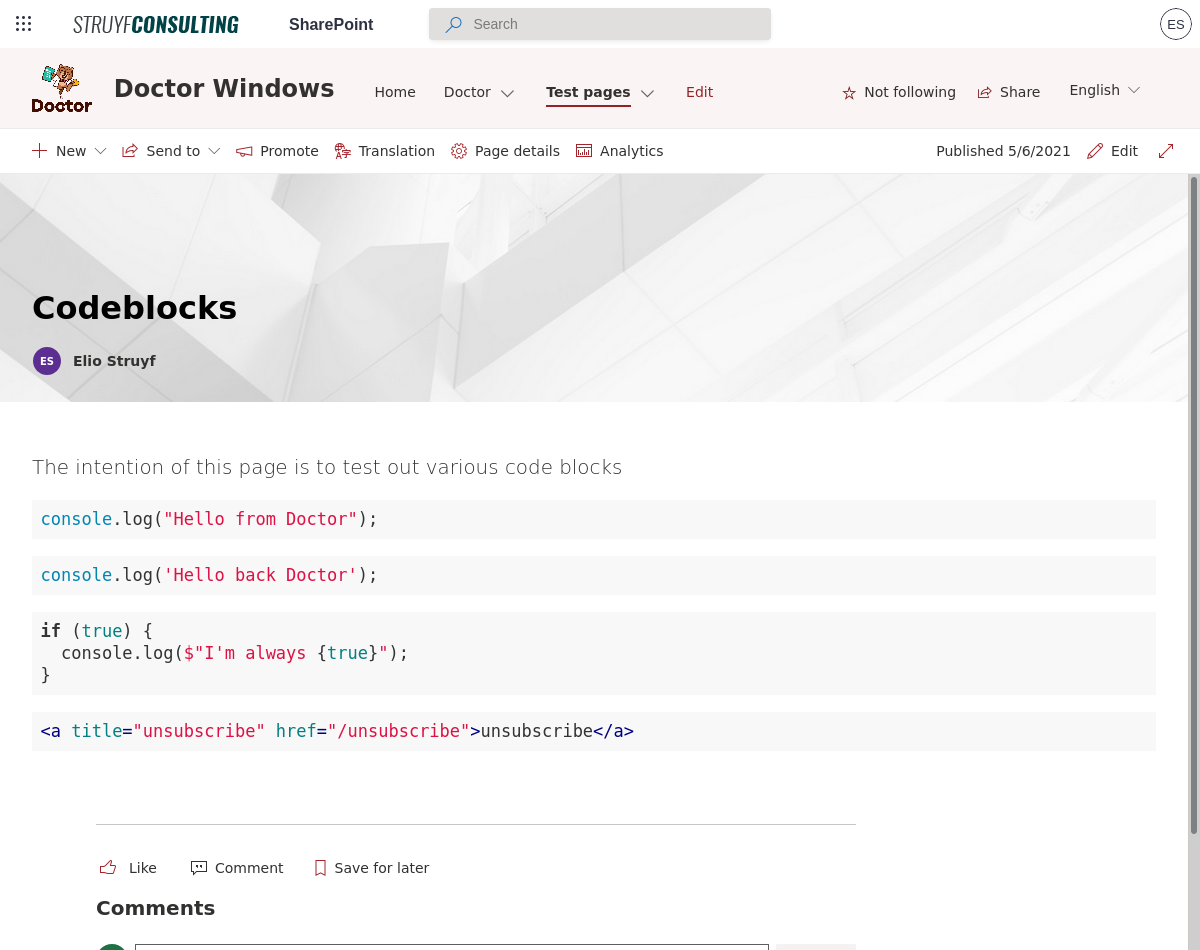 STRUYFCONSULTING SharePoint Search ES
Doctor
Doctor Windows Home Doctor Test pages Edit Not following Share English
New Send to Promote Translation Page details Analytics Published 5/6/2021 Edit
Codeblocks
ES Elio Struyf
The intention of this page is to test out various code blocks
console.log("Hello from Doctor");
console.log('Hello back Doctor');
if (true) {
  console.log($"I'm always {true}");
}
<a title="unsubscribe" href="/unsubscribe">unsubscribe</a>
Like Comment Save for later
Comments